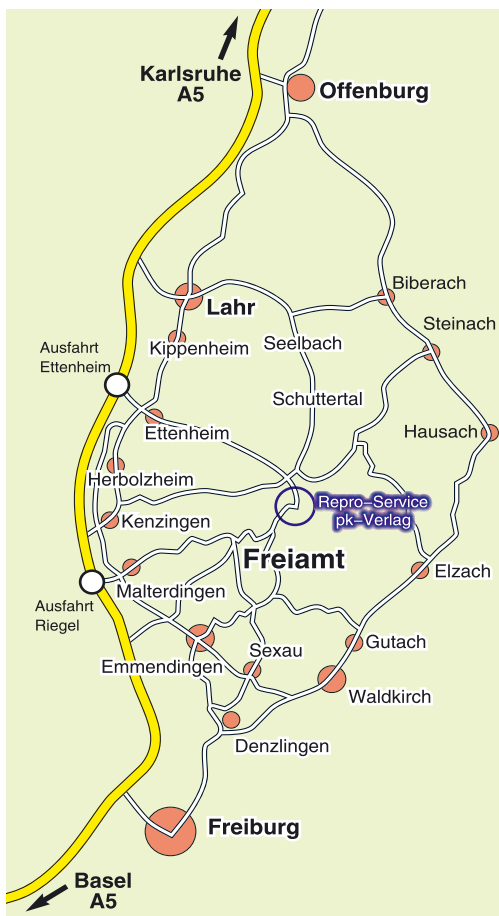 Karlsruhe
A5
Offenburg
Biberach
Lahr
Steinach
Kippenheim
Seelbach
Ausfahrt
Ettenheim
Schuttertal
Ettenheim
Hausach
Herbolzheim
Repro–Service
pk–Verlag
Kenzingen
Freiamt
Elzach
Malterdingen
Ausfahrt
Riegel
Gutach
Sexau
Emmendingen
Waldkirch
Denzlingen
Freiburg
Basel
A5